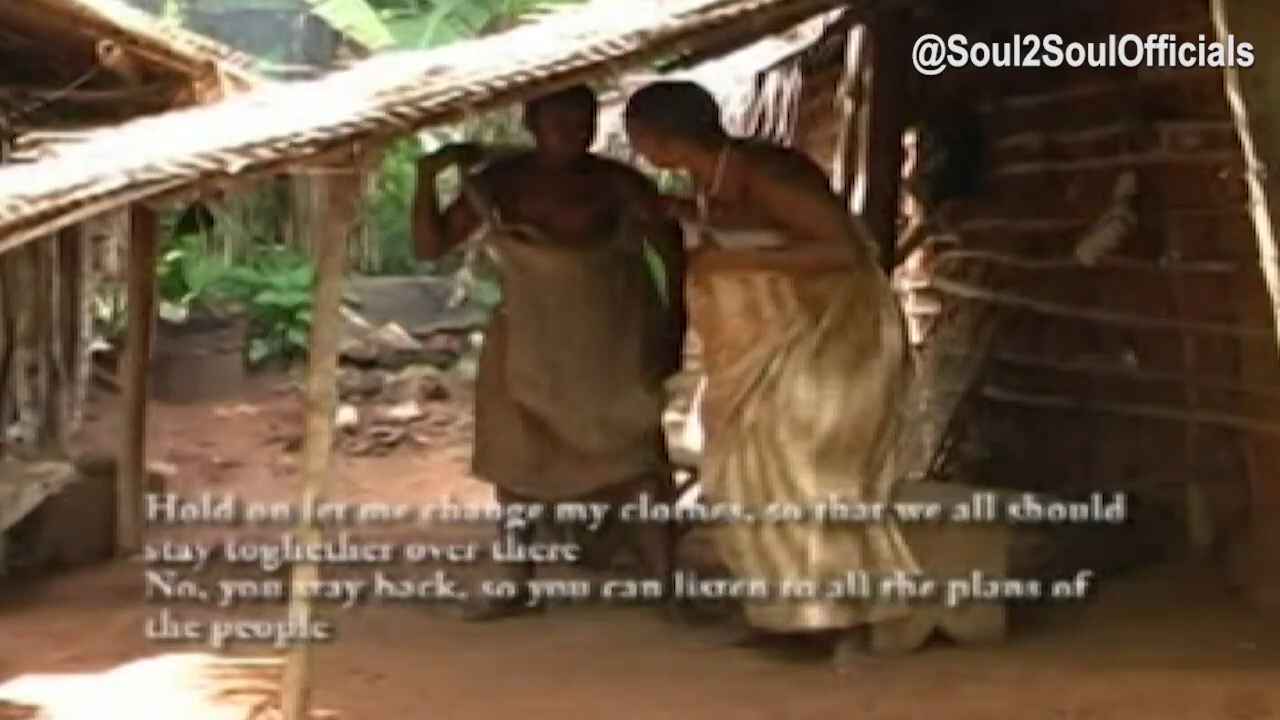 @Soul2SoulOfficials
Hold on let me change my clothes, so that we all should
stay toghether over there
No, you stay back, so you can listen to all the plans of
the people